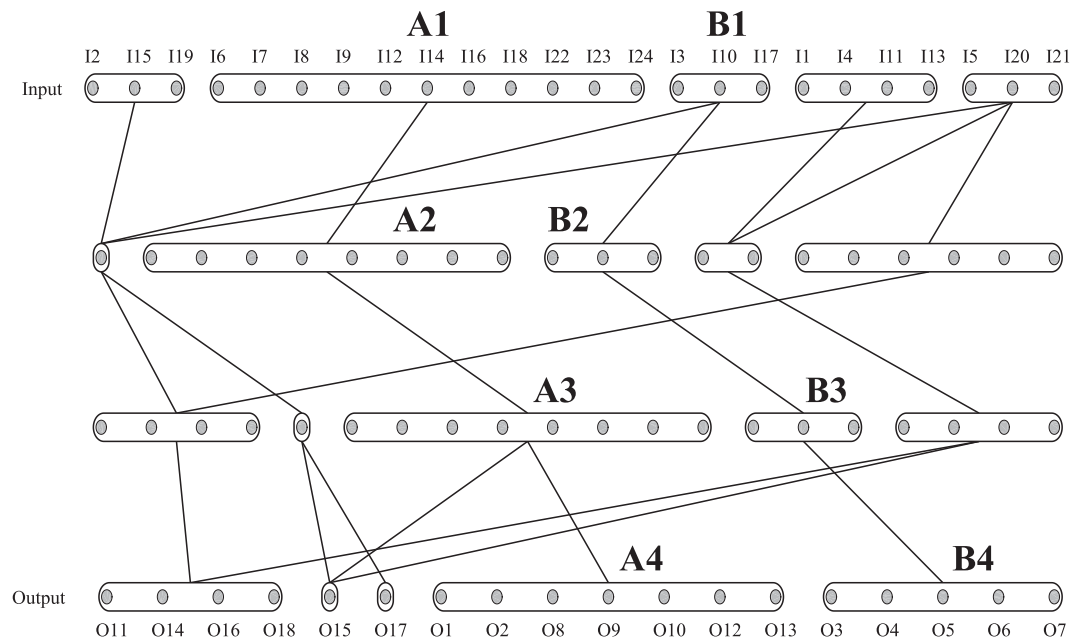 A1 B1
I2 I15 I19 I6 I7 I8 I9 I12 I14 I16 I18 I22 I23 I24 I3 I10 I17 I1 I4 I11 I13 I5 I20 I21
Input
A2 B2
A3 B3
A4 B4
Output
O11 O14 O16 O18 O15 O17 O1 O2 O8 O9 O10 O12 O13 O3 O4 O5 O6 O7